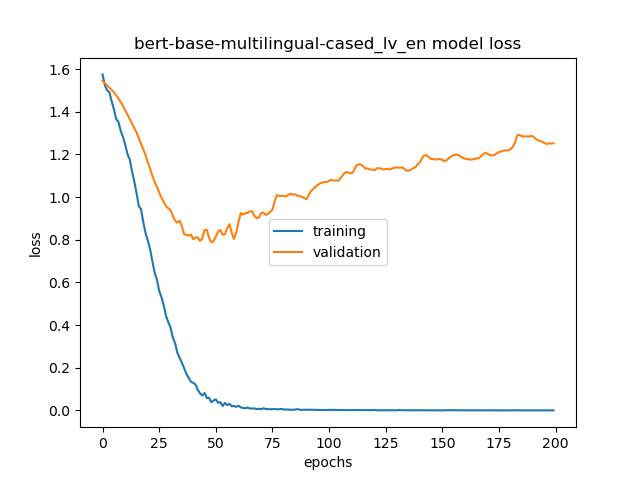 bert-base-multilingual-cased_lv_en model loss
1.6
1.4
1.2
1.0
0.8
0.6
0.4
0.2
0.0
loss
training
validation
0 25 50 75 100 125 150 175 200
epochs